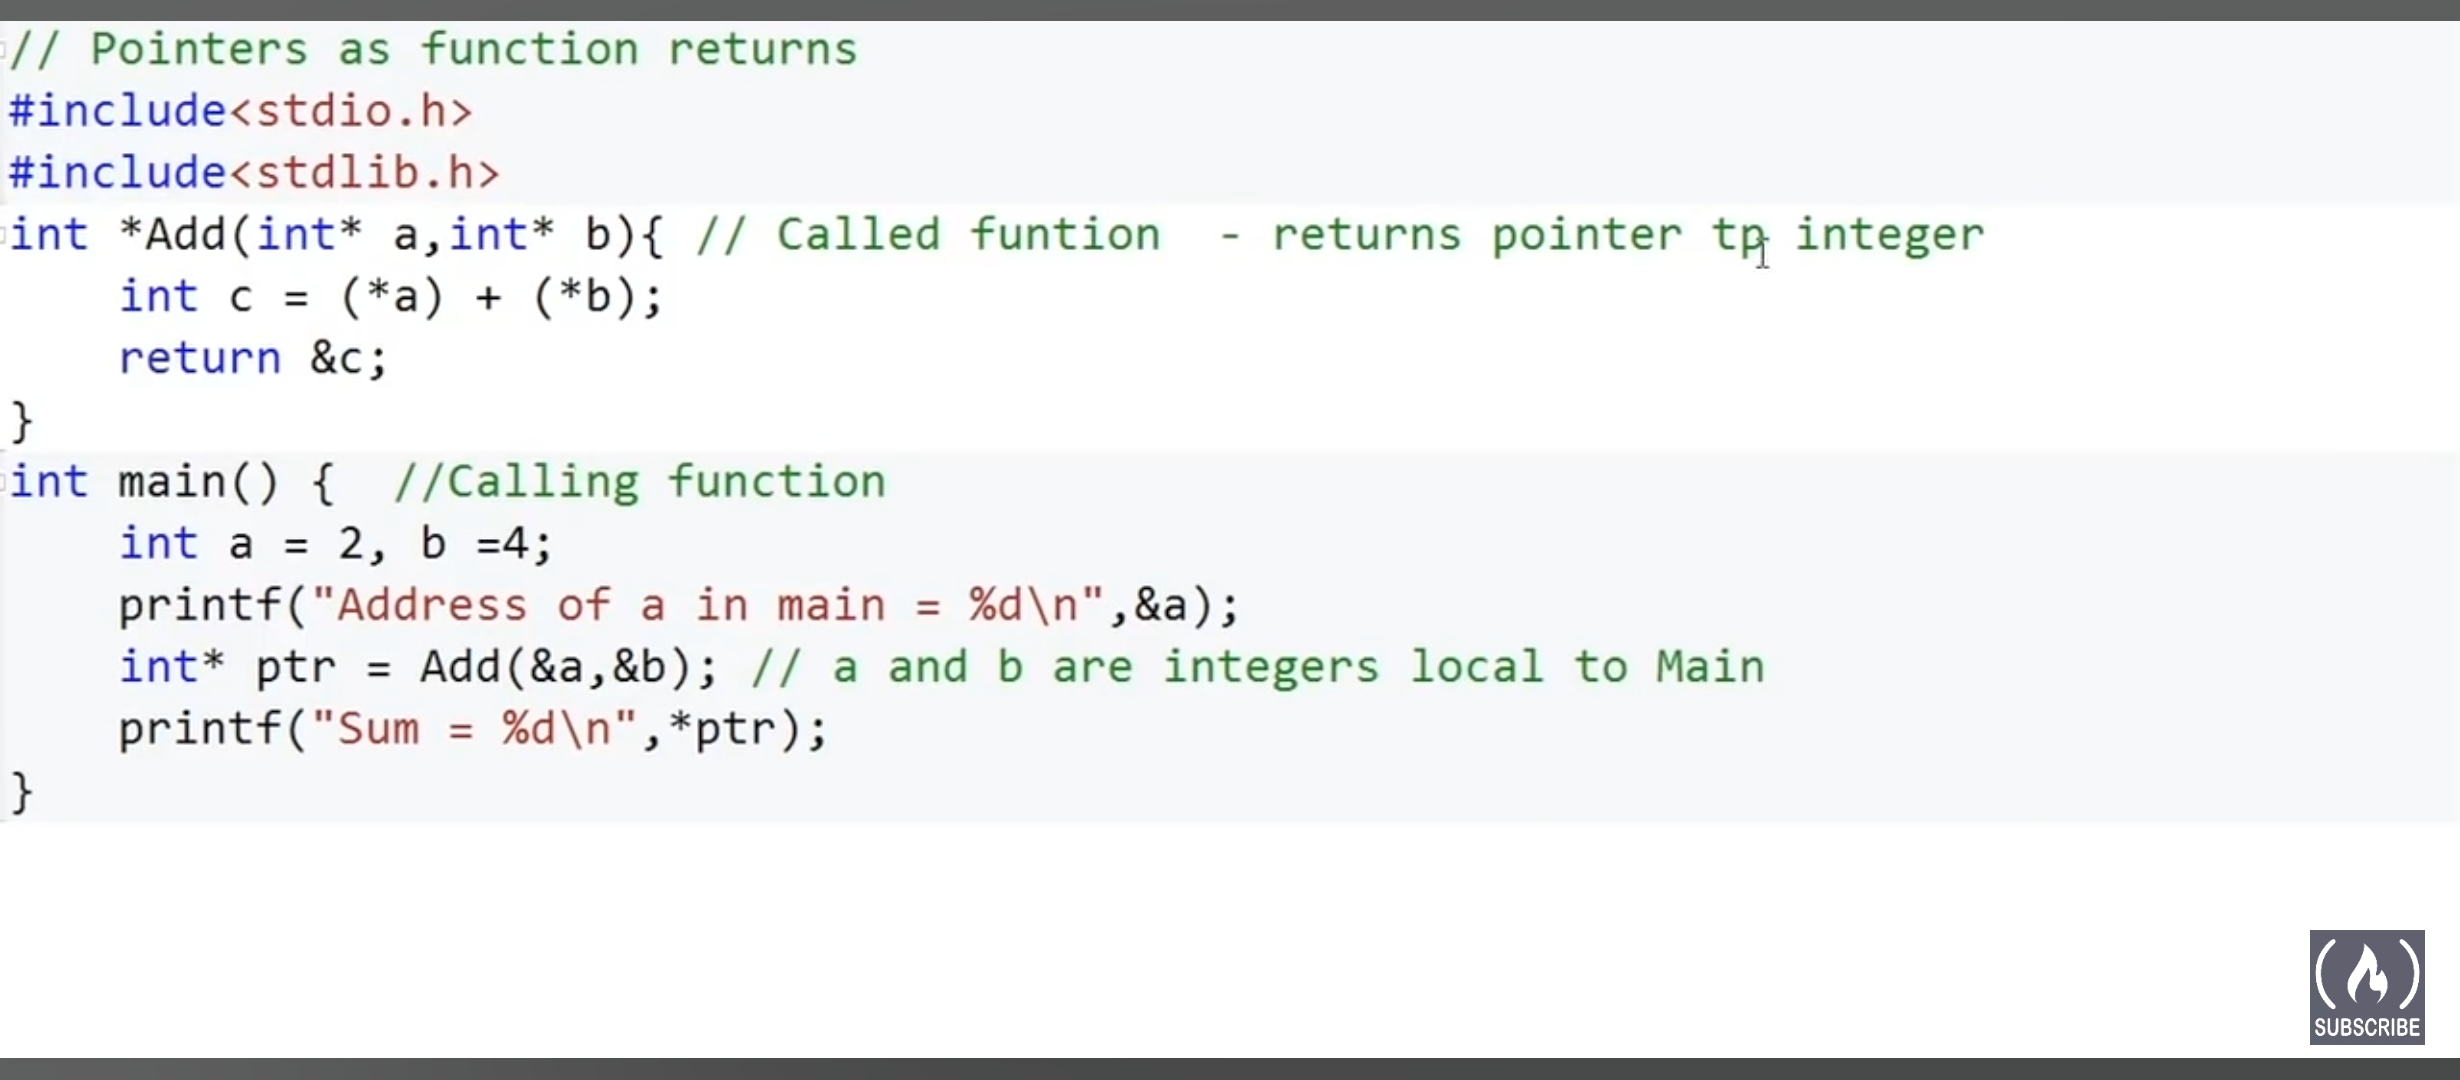 // Pointers as function returns
#include<stdio.h>
#include<stdlib.h>
int *Add(int* a,int* b){ // Called funtion  - returns pointer tp integer
    int c = (*a) + (*b);
    return &c;
}
int main() {  //Calling function
    int a = 2, b =4;
    printf("Address of a in main = %d\n",&a);
    int* ptr = Add(&a,&b); // a and b are integers local to Main
    printf("Sum = %d\n",*ptr);
}
SUBSCRIBE